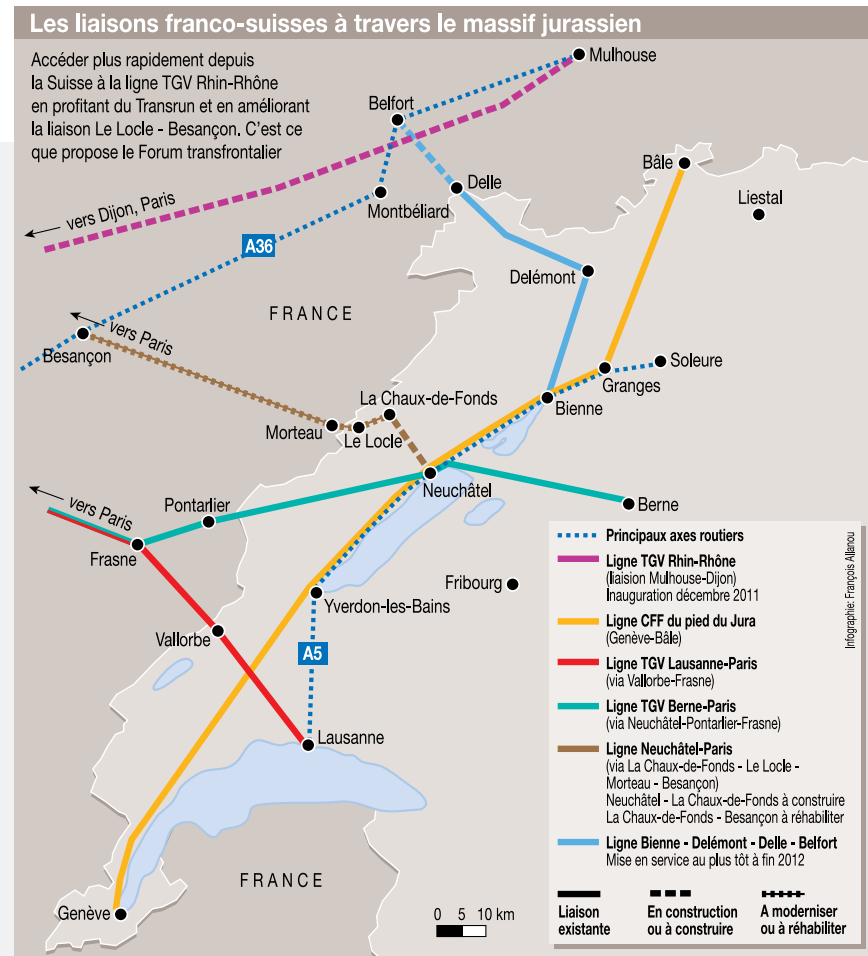 Les liaisons franco-suisses à travers le massif jurassien
Accéder plus rapidement depuis
la Suisse à la ligne TGV Rhin-Rhône
en profitant du Transrun et en améliorant
la liaison Le Locle - Besançon. C'est ce
que propose le Forum transfrontalier
Mulhouse
Belfort
Delle
Bâle
Liestal
Montbéliard
vers Dijon, Paris
A36
Delémont
FRANCE
vers Paris
Besançon
Soleure
Granges
Bienne
La Chaux-de-Fonds
Morteau
Le Locle
Neuchâtel
Pontarlier
Berne
vers Paris
Frasne
Fribourg
Yverdon-les-Bains
Vallorbe
A5
Lausanne
FRANCE
Genève
0 5 10 km
Principaux axes routiers
Ligne TGV Rhin-Rhône
(liaision Mulhouse-Dijon)
Inauguration décembre 2011
Ligne CFF du pied du Jura
(Genève-Bâle)
Ligne TGV Lausanne-Paris
(via Vallorbe-Frasne)
Ligne TGV Berne-Paris
(via Neuchâtel-Pontarlier-Frasne)
Ligne Neuchâtel-Paris
(via La Chaux-de-Fonds - Le Locle -
Morteau - Besançon)
Neuchâtel - La Chaux-de-Fonds à construire
La Chaux-de-Fonds - Besançon à réhabiliter
Ligne Bienne - Delémont - Delle - Belfort
Mise en service au plus tôt à fin 2012
Liaison
existante
En construction
ou à construire
A moderniser
ou à réhabiliter
Infographie: François Allanou